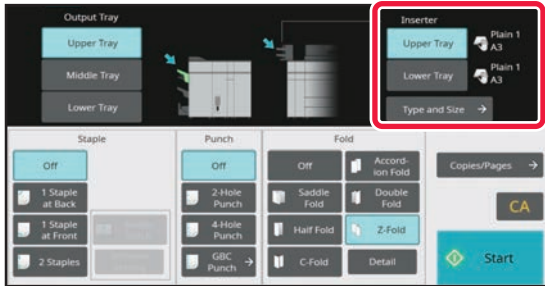 Output Tray
Upper Tray
Middle Tray
Lower Tray
Inserter
Upper Tray
Plain 1
A3
Lower Tray
Plain 1
A3
Type and Size
Staple
Off
1 Staple
at Back
1 Staple
at Front
2 Staples
Punch
Off
2-Hole
Punch
4-Hole
Punch
GBC
Punch
Fold
Off
Accord-
ion Fold
Saddle
Fold
Double
Fold
Half Fold
Z-Fold
C-Fold
Detail
Copies/Pages
CA
Start